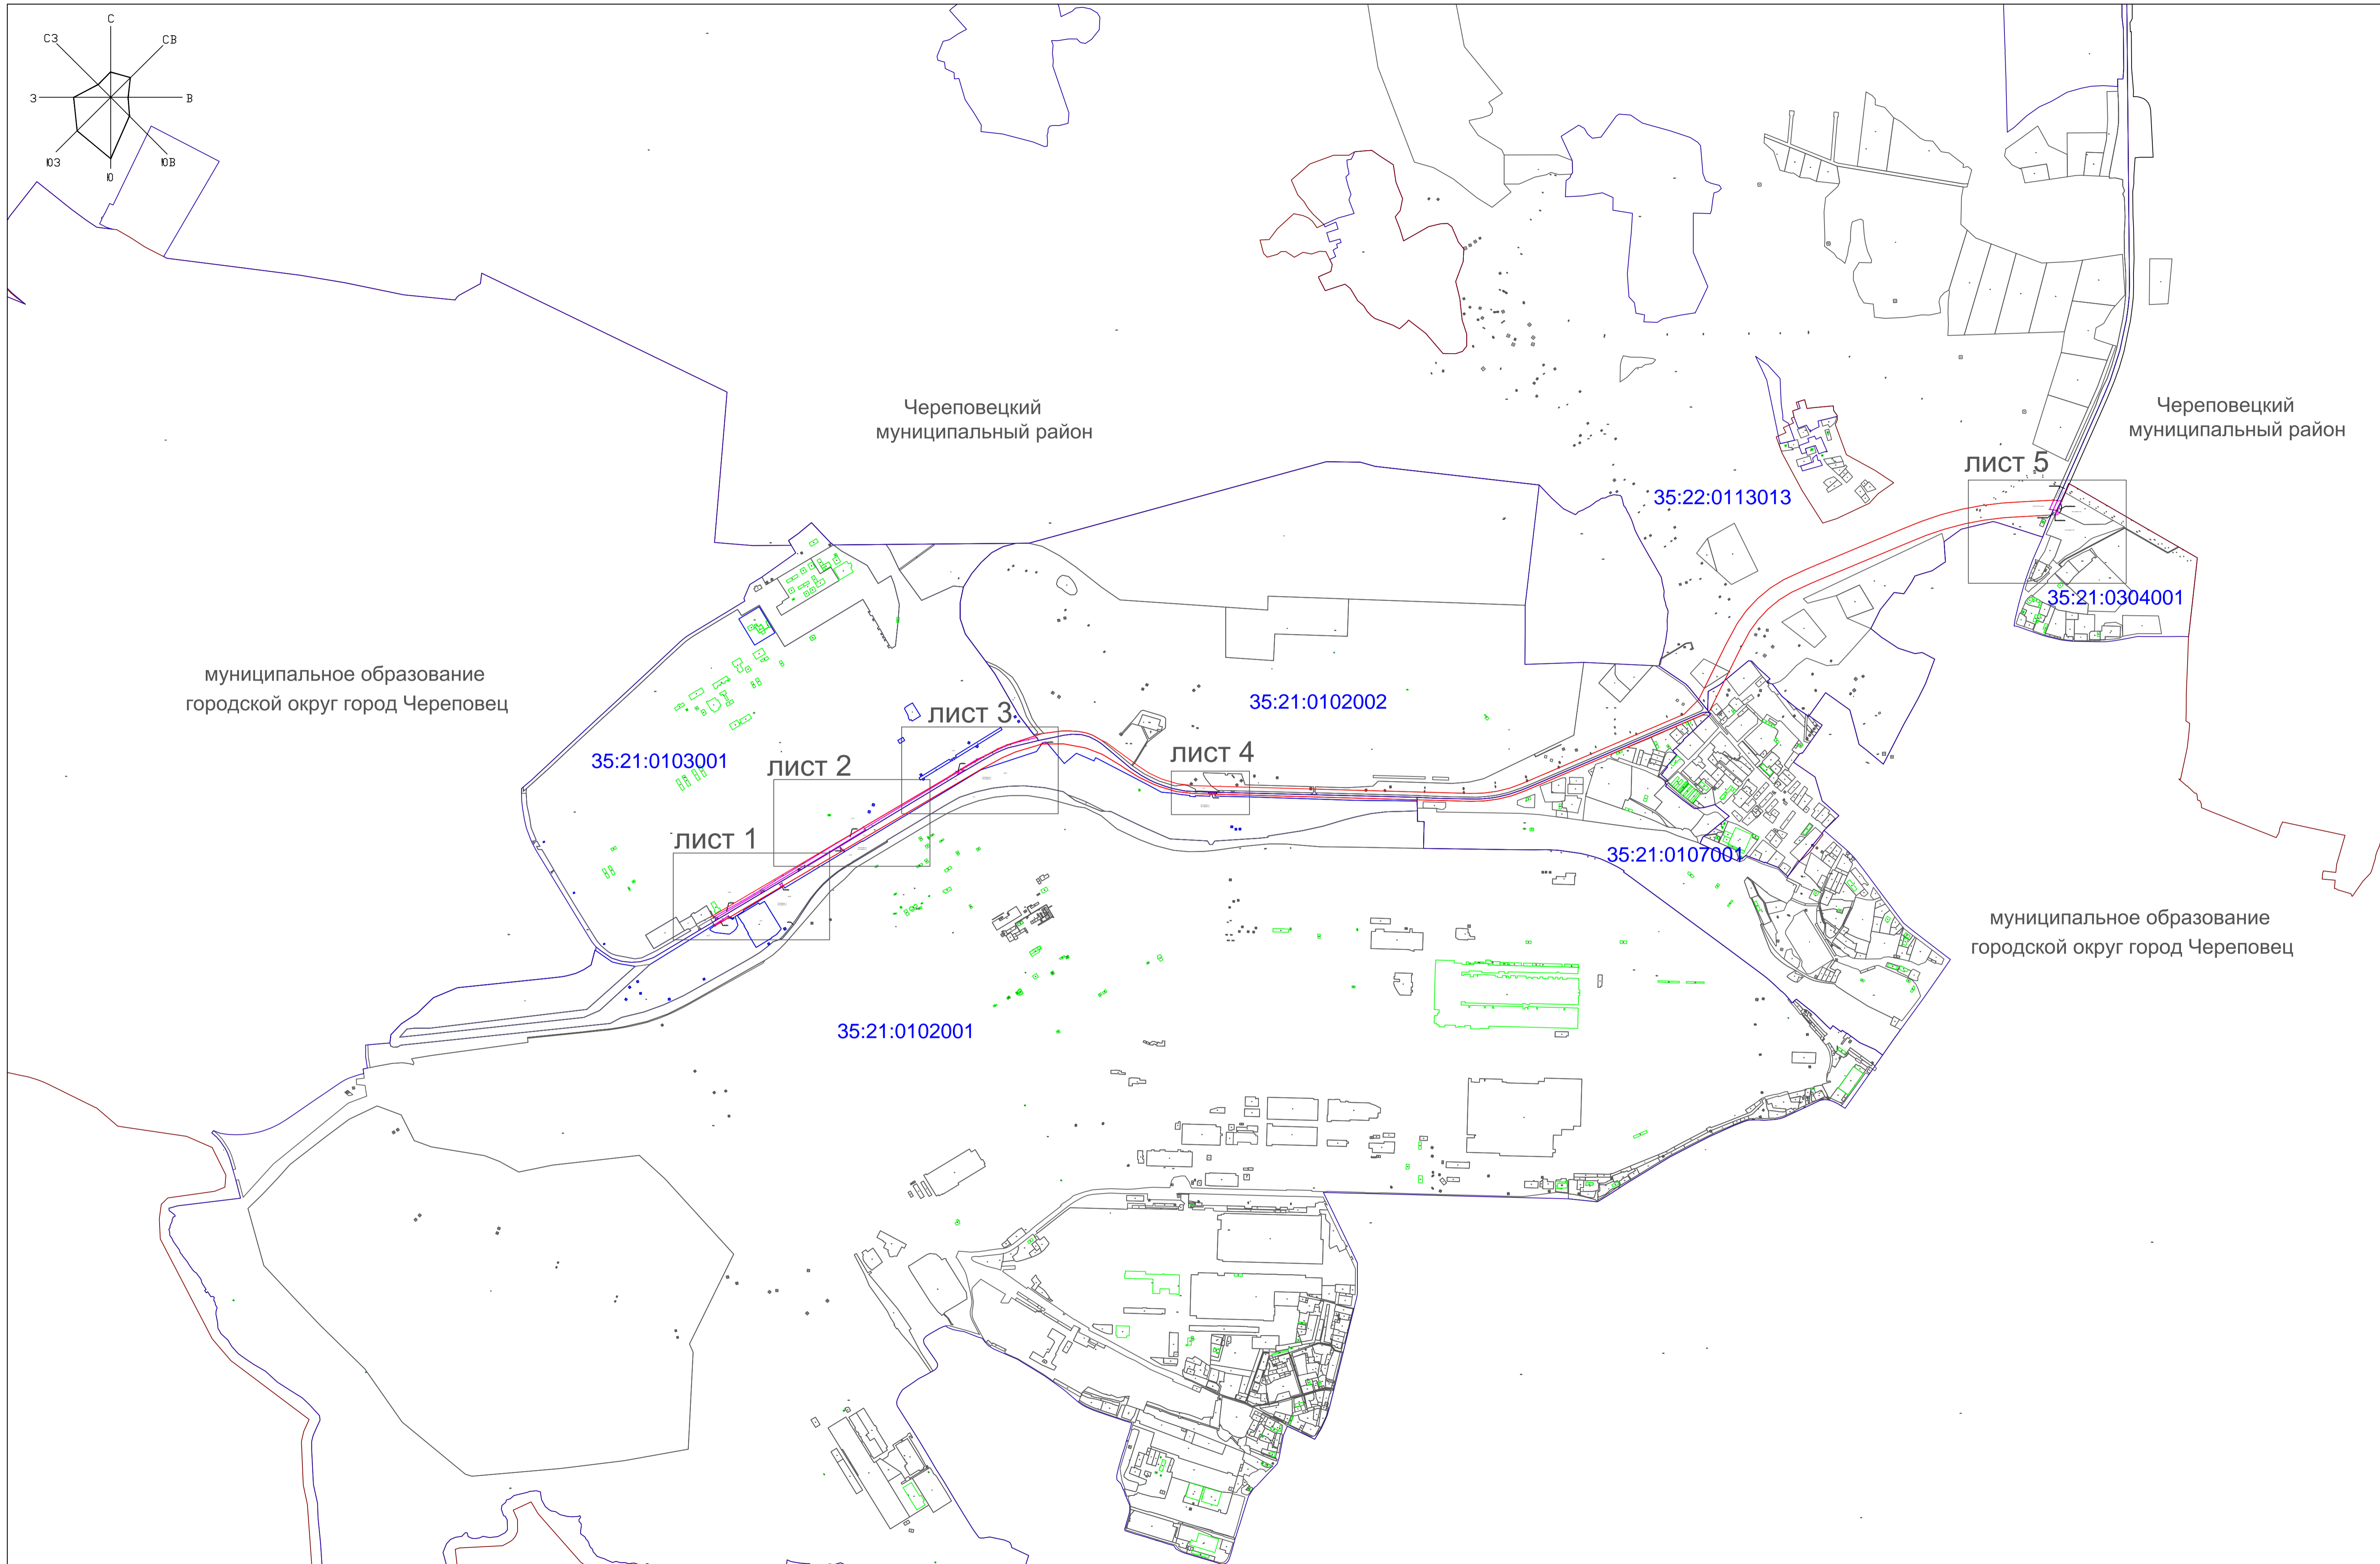 С
СЗ
СВ
З
В
ЮЗ
ЮВ
Ю
Череповецкий
муниципальный район
Череповецкий
муниципальный район
лист 5
35:22:0113013
35:21:0304001
муниципальное образование
городской округ город Череповец
35:21:0102002
лист 3
35:21:0103001
лист 2
лист 4
лист 1
35:21:0107001
муниципальное образование
городской округ город Череповец
35:21:0102001